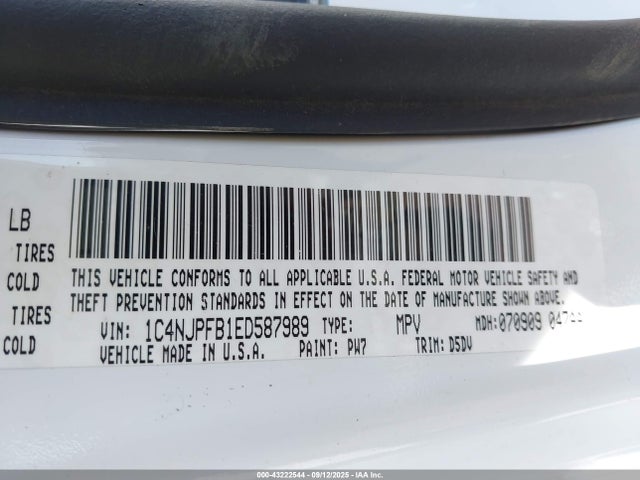 LB
TIRES
COLD
COLD
THIS VEHICLE CONFORMS TO ALL APPLICABLE U.S.A. FEDERAL MOTOR VEHICLE SAFETY AND
THEFT PREVENTION STANDARDS IN EFFECT ON THE DATE OF MANUFACTURE SHOWN ABOVE.
VIN: 1C4NJPFB1ED587989 TYPE: MPV MDH: 070909
VEHICLE MADE IN U.S.A. PAINT: PW7 TRIM: D5DV
000-43222544 | 09/12/2025 | IAA Inc.